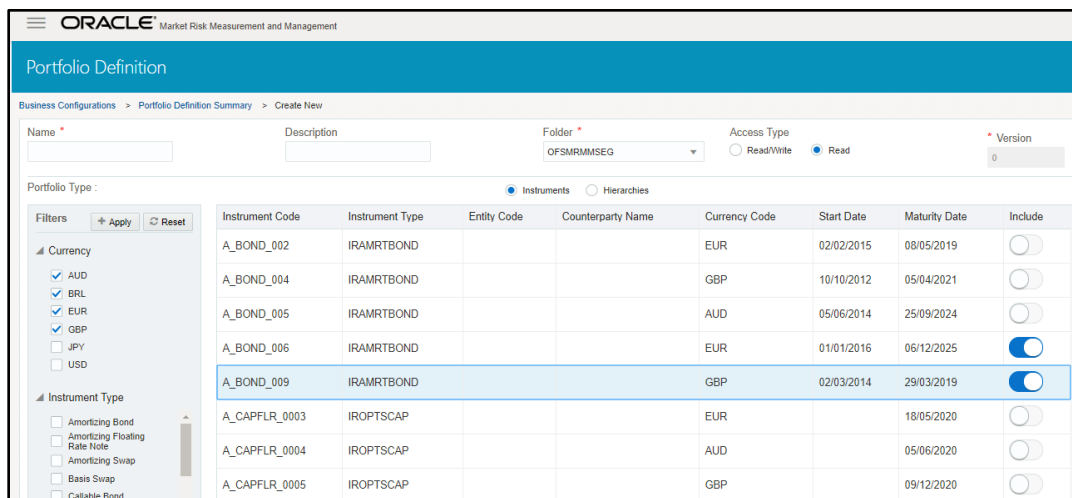 ORACLE® Market Risk Measurement and Management
Portfolio Definition
Business Configurations > Portfolio Definition Summary > Create New
Name * Description Folder * Access Type * Version
OFSMRMMSEG Read/Write Read 0
Portfolio Type : Instruments Hierarchies
Filters + Apply Reset
Currency
AUD
BRL
EUR
GBP
JPY
USD
Instrument Type
Amortizing Bond
Amortizing Floating
Rate Note
Amortizing Swap
Basis Swap
Callable Bond
Instrument Code Instrument Type Entity Code Counterparty Name Currency Code Start Date Maturity Date Include
A_BOND_002 IRAMRTBOND EUR 02/02/2015 08/05/2019
A_BOND_004 IRAMRTBOND GBP 10/10/2012 05/04/2021
A_BOND_005 IRAMRTBOND AUD 05/06/2014 25/09/2024
A_BOND_006 IRAMRTBOND EUR 01/01/2016 06/12/2025
A_BOND_009 IRAMRTBOND GBP 02/03/2014 29/03/2019
A_CAPFLR_0003 IROPTSCAP EUR 18/05/2020
A_CAPFLR_0004 IROPTSCAP AUD 05/06/2020
A_CAPFLR_0005 IROPTSCAP GBP 09/12/2020